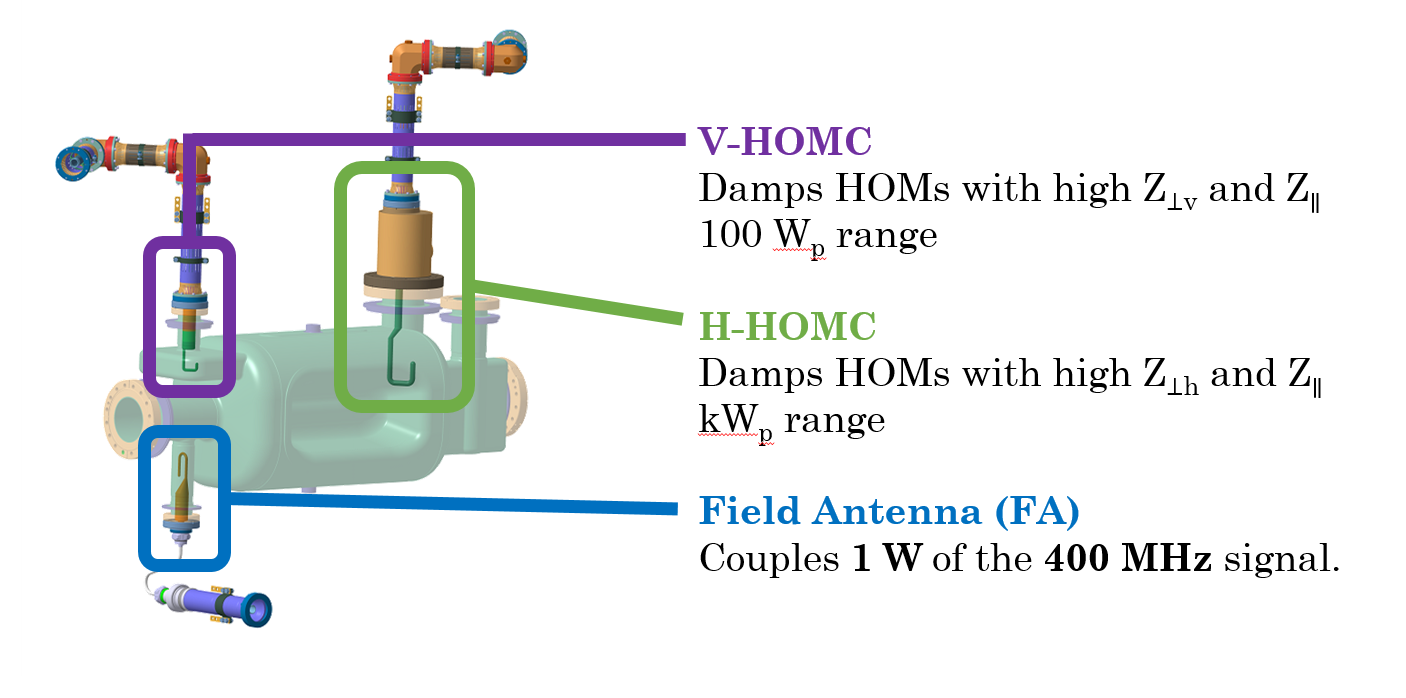 V-HOMC
Damps HOMs with high Z⊥v and Z∥
100 Wp range
H-HOMC
Damps HOMs with high Z⊥h and Z∥
kWp range
Field Antenna (FA)
Couples 1 W of the 400 MHz signal.